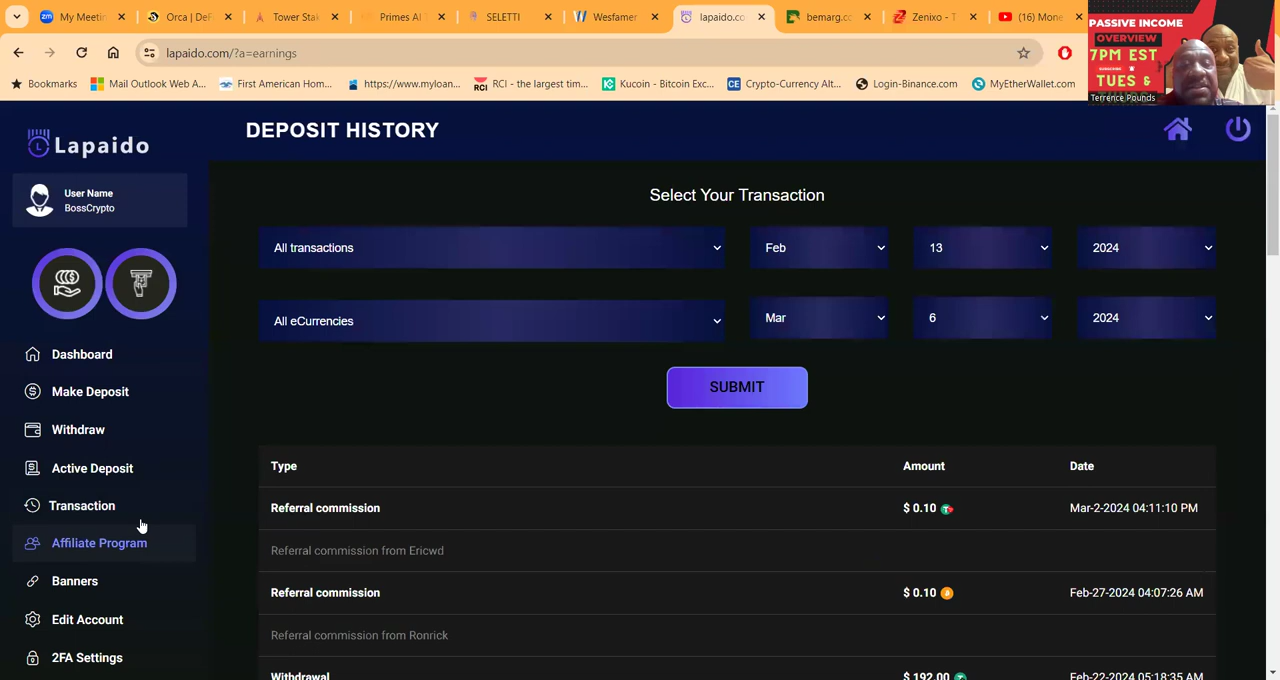 My Meeti
Orca | DeF
Tower Stak
Primes AI
SELETTI
Wesfamer
lapaido.co
bemarg.cc
Zenixo - T
(16) Mone
lapaido.com/?a=earnings
Bookmarks
Mail Outlook Web A...
First American Hom...
https://www.myloan...
RCI - the largest tim...
Kucoin - Bitcoin Exc...
Crypto-Currency Alt...
Login-Binance.com
MyEtherWallet.com
PASSIVE INCOME
OVERVIEW
7PM EST
TUES &
Terrence Pounds
Lapaido
DEPOSIT HISTORY
User Name
BossCrypto
Dashboard
Make Deposit
Withdraw
Active Deposit
Transaction
Affiliate Program
Banners
Edit Account
2FA Settings
Select Your Transaction
All transactions Feb 13 2024
All eCurrencies Mar 6 2024
SUBMIT
Type Amount Date
Referral commission $ 0.10 Mar-2-2024 04:11:10 PM
Referral commission from Ericwd
Referral commission $ 0.10 Feb-27-2024 04:07:26 AM
Referral commission from Ronrick
Withdrawal $ 192.00 Feb-22-2024 05:18:35 AM